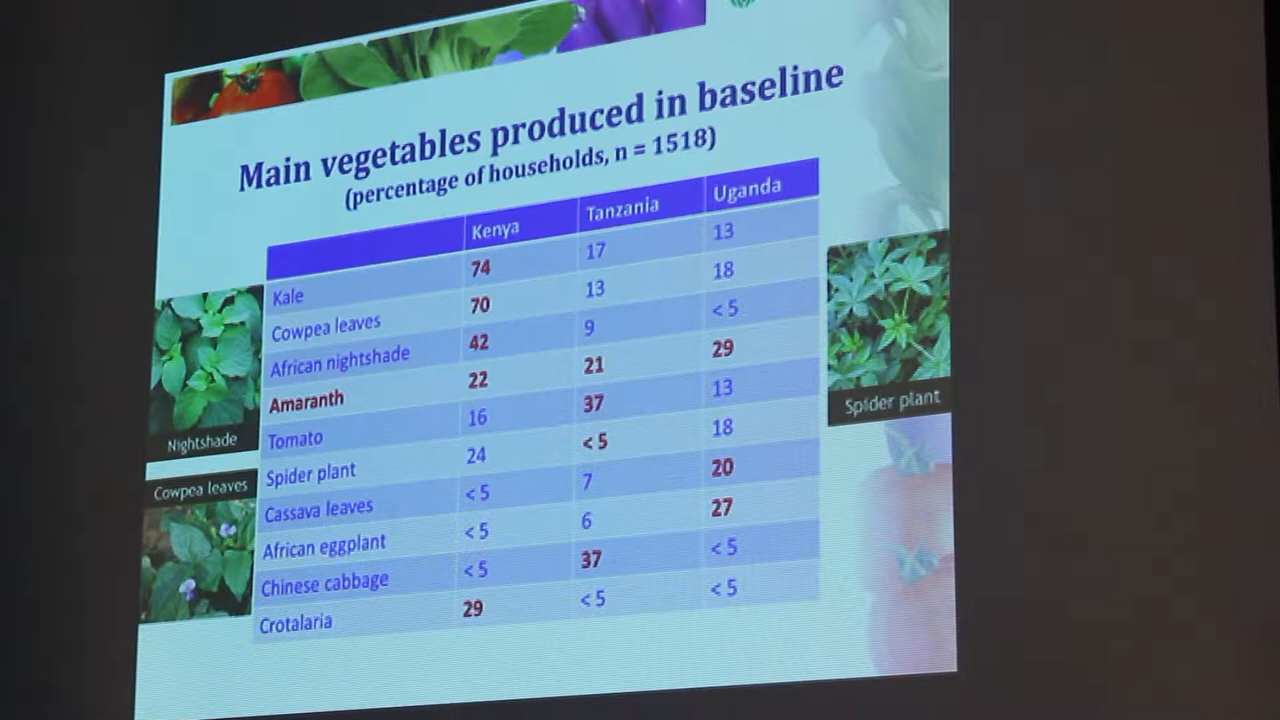 Main vegetables produced in baseline
(percentage of households, n = 1518)
Kenya Tanzania Uganda
Kale 74 17 13
Cowpea leaves 70 13 18
African nightshade 42 9 < 5
Amaranth 22 21 29
Tomato 16 37 13
Spider plant 24 < 5 18
Cassava leaves < 5 7 20
African eggplant < 5 6 27
Chinese cabbage < 5 37 < 5
Crotalaria 29 < 5 < 5
Nightshade
Cowpea leaves
Spider plant